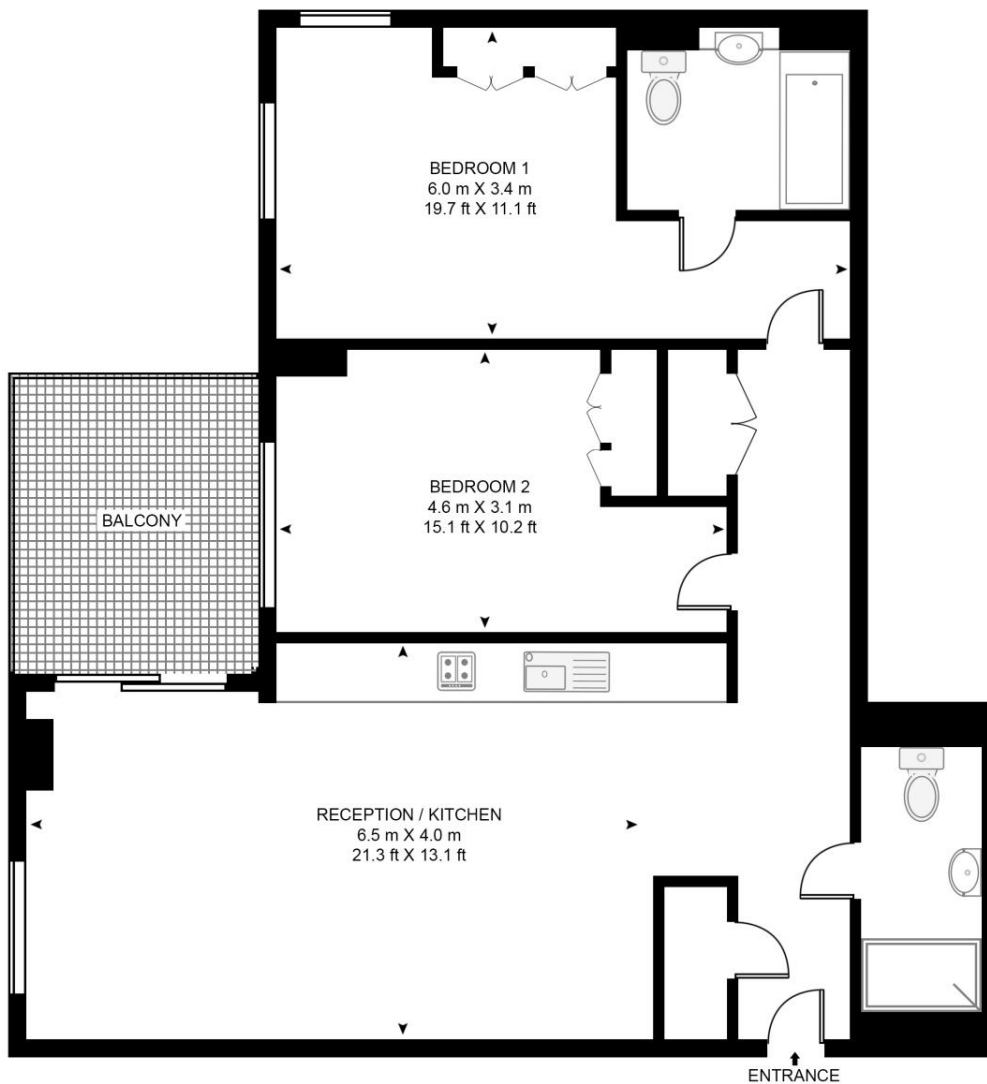 BEDROOM 1
6.0 m X 3.4 m
19.7 ft X 11.1 ft
BEDROOM 2
4.6 m X 3.1 m
15.1 ft X 10.2 ft
BALCONY
RECEPTION / KITCHEN
6.5 m X 4.0 m
21.3 ft X 13.1 ft
ENTRANCE